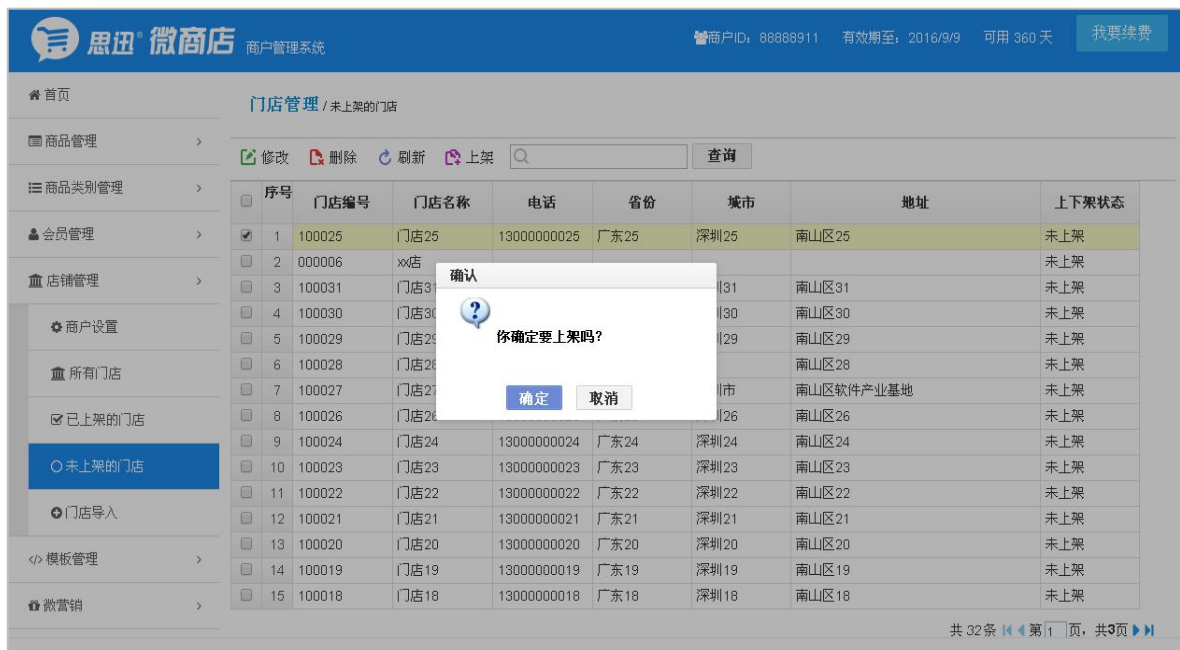 思迅® 微商店 商户管理系统 商户ID: 88888911 有效期至: 2016/9/9 可用 360 天 我要续费
首页
商品管理
商品类别管理
会员管理
店铺管理
商户设置
所有门店
已上架的门店
未上架的门店
门店导入
模板管理
微营销
门店管理 / 未上架的门店
修改 删除 刷新 上架 查询
序号 门店编号 门店名称 电话 省份 城市 地址 上下架状态
1 100025 门店25 13000000025 广东25 深圳25 南山区25 未上架
2 000006 xx店 未上架
3 100031 门店31 31 南山区31 未上架
4 100030 门店30 30 南山区30 未上架
5 100029 门店29 29 南山区29 未上架
6 100028 门店28 南山区28 未上架
7 100027 门店27 市 南山区软件产业基地 未上架
8 100026 门店26 26 南山区26 未上架
9 100024 门店24 13000000024 广东24 深圳24 南山区24 未上架
10 100023 门店23 13000000023 广东23 深圳23 南山区23 未上架
11 100022 门店22 13000000022 广东22 深圳22 南山区22 未上架
12 100021 门店21 13000000021 广东21 深圳21 南山区21 未上架
13 100020 门店20 13000000020 广东20 深圳20 南山区20 未上架
14 100019 门店19 13000000019 广东19 深圳19 南山区19 未上架
15 100018 门店18 13000000018 广东18 深圳18 南山区18 未上架
确认
你确定要上架吗?
确定 取消
共 32条 第 1 页, 共3页